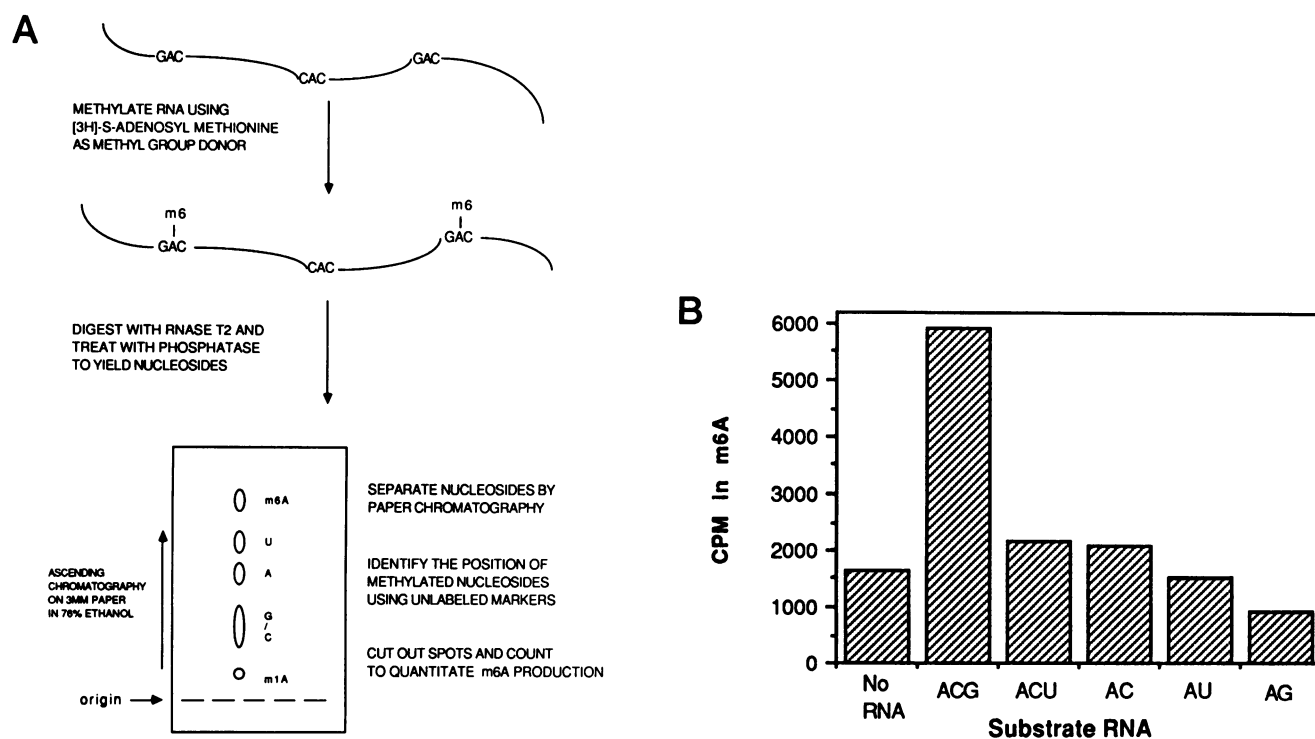 A
GAC
CAC
GAC
METHYLATE RNA USING
[3H]-S-ADENOSYL METHIONINE
AS METHYL GROUP DONOR
m6
GAC
CAC
m6
GAC
DIGEST WITH RNASE T2 AND
TREAT WITH PHOSPHATASE
TO YIELD NUCLEOSIDES
m6A
U
A
G
/
C
m1A
origin
ASCENDING
CHROMATOGRAPHY
ON 3MM PAPER
IN 76% ETHANOL
SEPARATE NUCLEOSIDES BY
PAPER CHROMATOGRAPHY
IDENTIFY THE POSITION OF
METHYLATED NUCLEOSIDES
USING UNLABELED MARKERS
CUT OUT SPOTS AND COUNT
TO QUANTITATE m6A PRODUCTION
B
CPM in m6A
6000
5000
4000
3000
2000
1000
0
No
RNA
ACG
ACU
AC
AU
AG
Substrate RNA